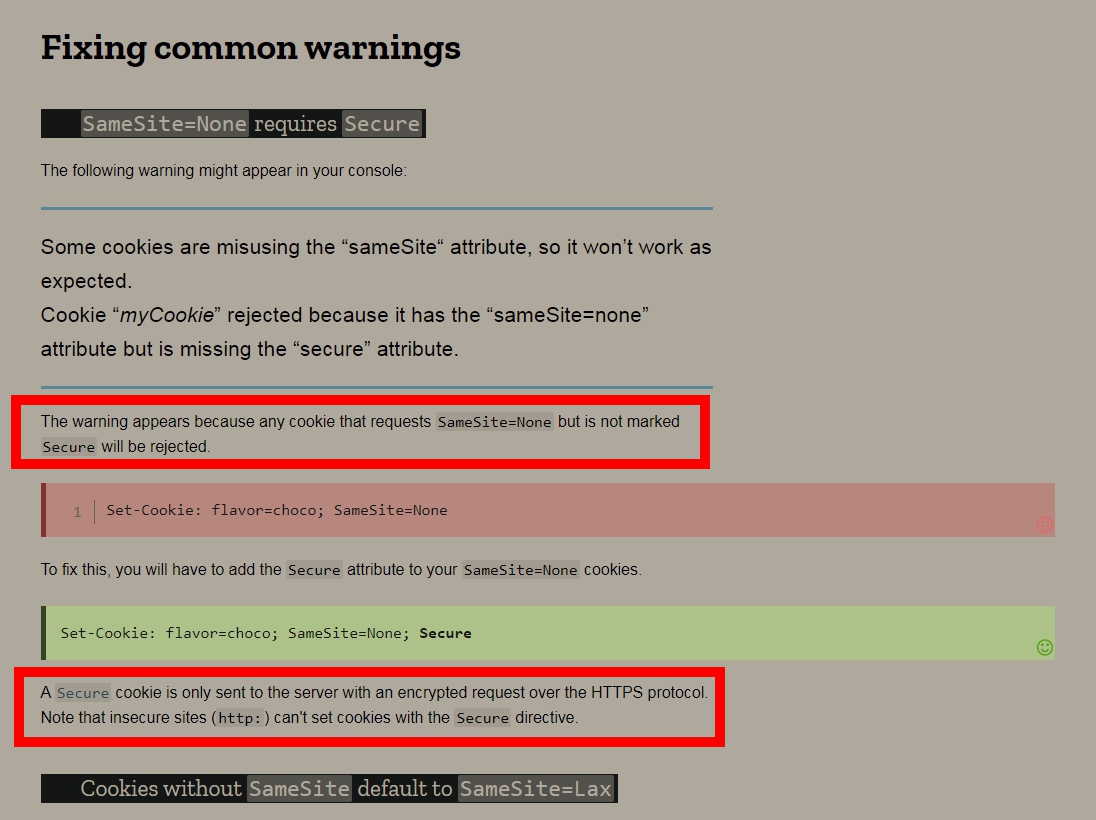 Fixing common warnings
SameSite=None requires Secure
The following warning might appear in your console:
Some cookies are misusing the “sameSite“ attribute, so it won’t work as
expected.
Cookie “myCookie” rejected because it has the “sameSite=none”
attribute but is missing the “secure” attribute.
The warning appears because any cookie that requests SameSite=None but is not marked
Secure will be rejected.
1 Set-Cookie: flavor=choco; SameSite=None
To fix this, you will have to add the Secure attribute to your SameSite=None cookies.
Set-Cookie: flavor=choco; SameSite=None; Secure
A Secure cookie is only sent to the server with an encrypted request over the HTTPS protocol.
Note that insecure sites (http:) can't set cookies with the Secure directive.
Cookies without SameSite default to SameSite=Lax